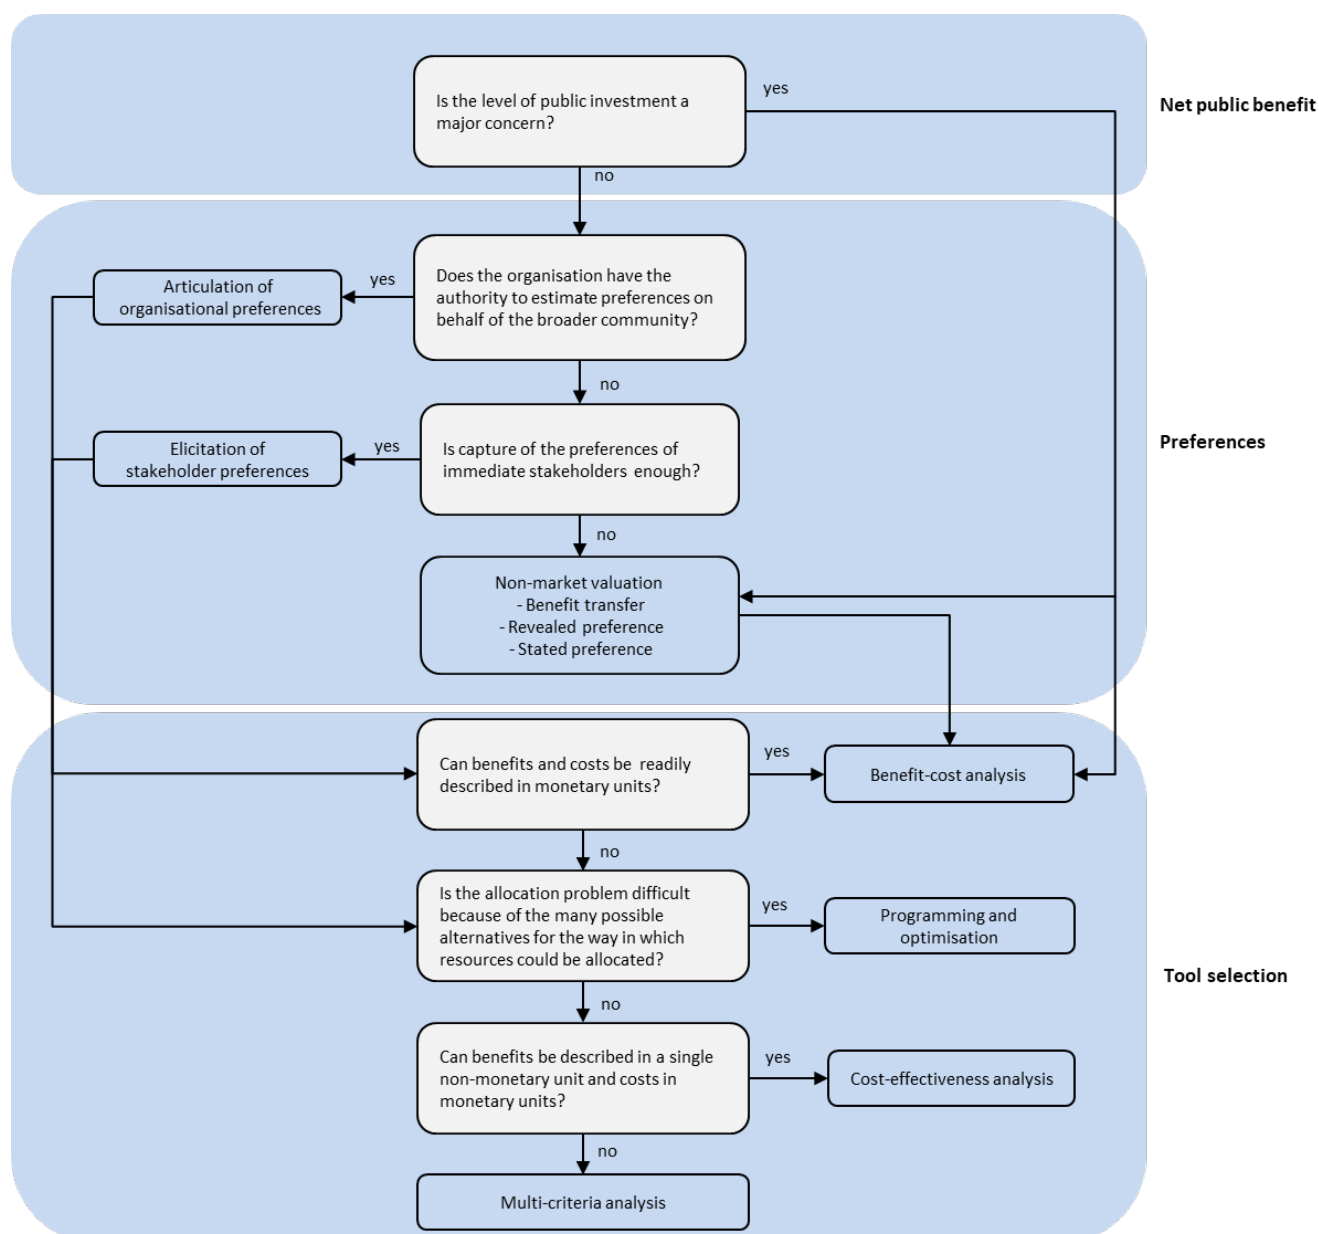 Is the level of public investment a
major concern?
yes
Net public benefit
no
Does the organisation have the
authority to estimate preferences on
behalf of the broader community?
yes
Articulation of
organisational preferences
no
Is capture of the preferences of
immediate stakeholders enough?
yes
Elicitation of
stakeholder preferences
Preferences
no
Non-market valuation
- Benefit transfer
- Revealed preference
- Stated preference
Can benefits and costs be readily
described in monetary units?
yes
Benefit-cost analysis
no
Is the allocation problem difficult
because of the many possible
alternatives for the way in which
resources could be allocated?
yes
Programming and
optimisation
Tool selection
no
Can benefits be described in a single
non-monetary unit and costs in
monetary units?
yes
Cost-effectiveness analysis
no
Multi-criteria analysis